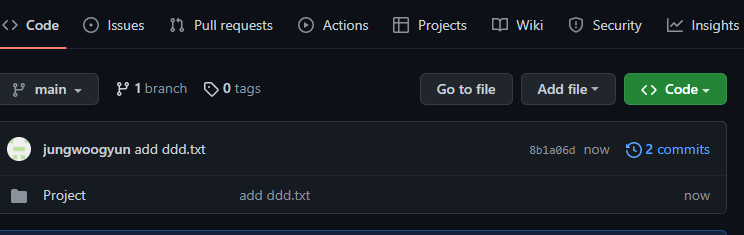 Code Issues Pull requests Actions Projects Wiki Security Insights
main 1 branch 0 tags Go to file Add file Code
jungwoogyun add ddd.txt 8b1a06d now 2 commits
Project add ddd.txt now